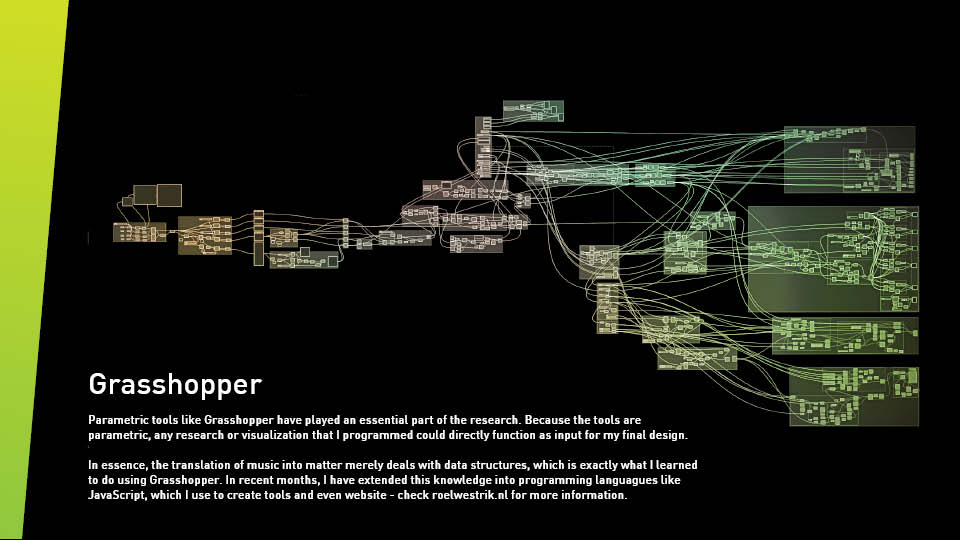 Grasshopper
Parametric tools like Grasshopper have played an essential part of the research. Because the tools are
parametric, any research or visualization that I programmed could directly function as input for my final design.
In essence, the translation of music into matter merely deals with data structures, which is exactly what I learned
to do using Grasshopper. In recent months, I have extended this knowledge into programming languagues like
JavaScript, which I use to create tools and even website - check roelwestrik.nl for more information.